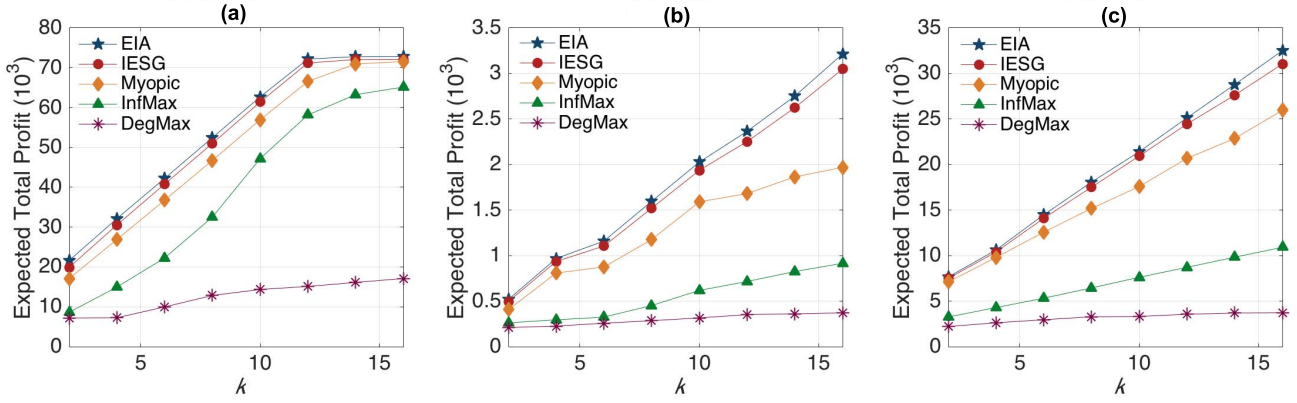 (a)
80
70
60
50
40
30
20
10
0
Expected Total Profit (10³)
EIA
IESG
Myopic
InfMax
DegMax
5
10
15
k
(b)
3.5
3
2.5
2
1.5
1
0.5
0
Expected Total Profit (10³)
EIA
IESG
Myopic
InfMax
DegMax
5
10
15
k
(c)
35
30
25
20
15
10
5
0
Expected Total Profit (10³)
EIA
IESG
Myopic
InfMax
DegMax
5
10
15
k